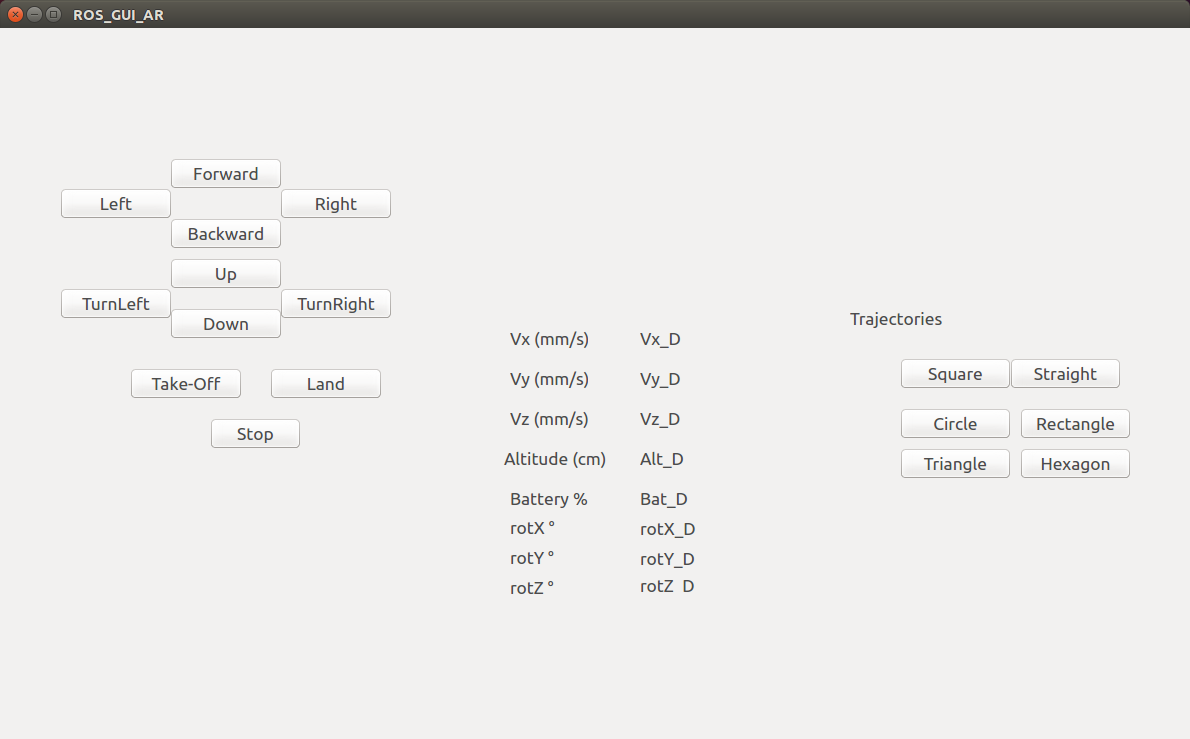 ROS_GUI_AR
Forward
Left Right
Backward
Up
TurnLeft TurnRight
Down
Take-Off Land
Stop
Vx (mm/s) Vx_D
Vy (mm/s) Vy_D
Vz (mm/s) Vz_D
Altitude (cm) Alt_D
Battery % Bat_D
rotX ° rotX_D
rotY ° rotY_D
rotZ ° rotZ D
Trajectories
Square Straight
Circle Rectangle
Triangle Hexagon